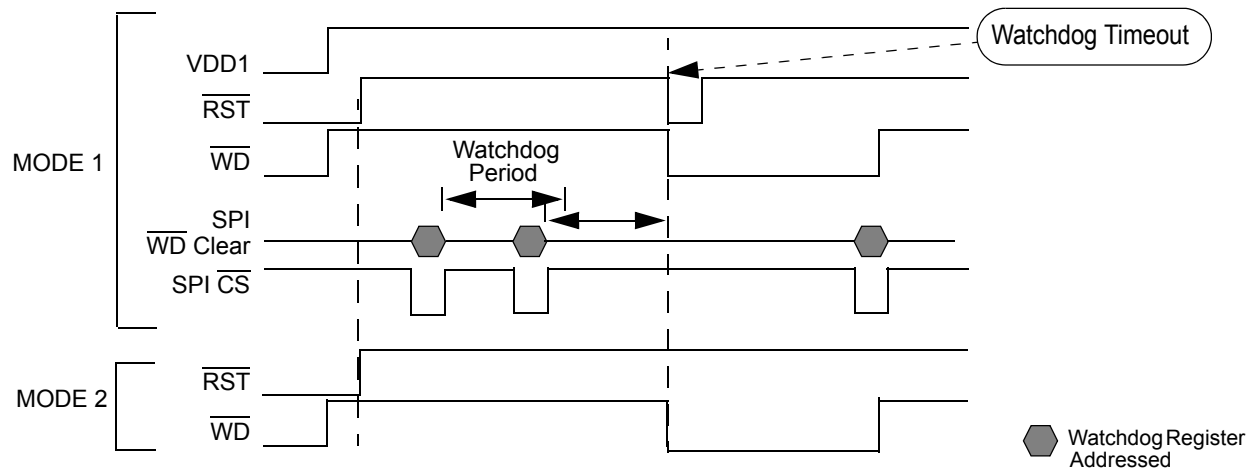 Watchdog Timeout
VDD1
RST
MODE 1
WD
Watchdog
Period
SPI
WD Clear
SPI CS
MODE 2
RST
WD
Watchdog Register
Addressed